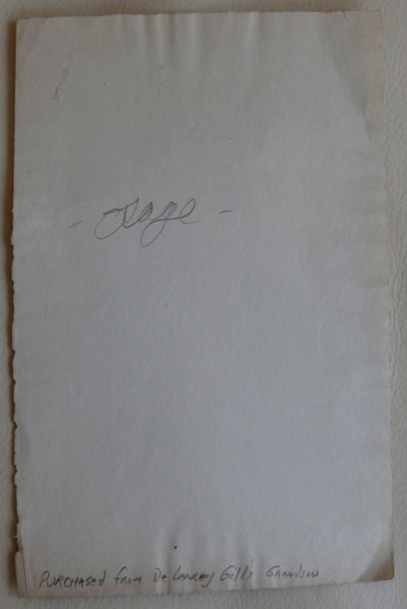 - Osage -
PURCHASED from De Lancey Gill's GRANDSON